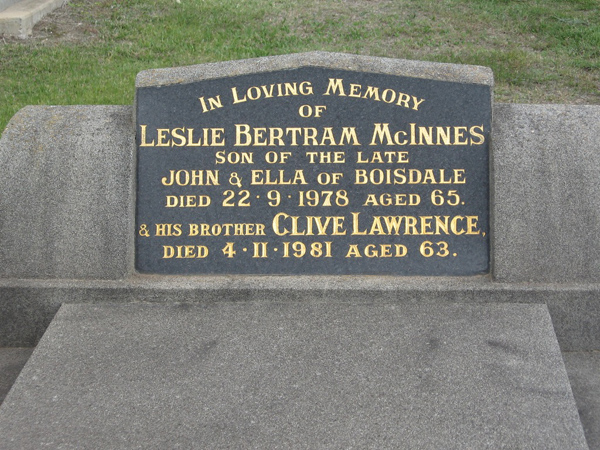 In Loving Memory
OF
LESLIE BERTRAM McINNES
SON OF THE LATE
JOHN & ELLA OF BOISDALE
DIED 22·9·1978 AGED 65.
& HIS BROTHER CLIVE LAWRENCE,
DIED 4·11·1981 AGED 63.